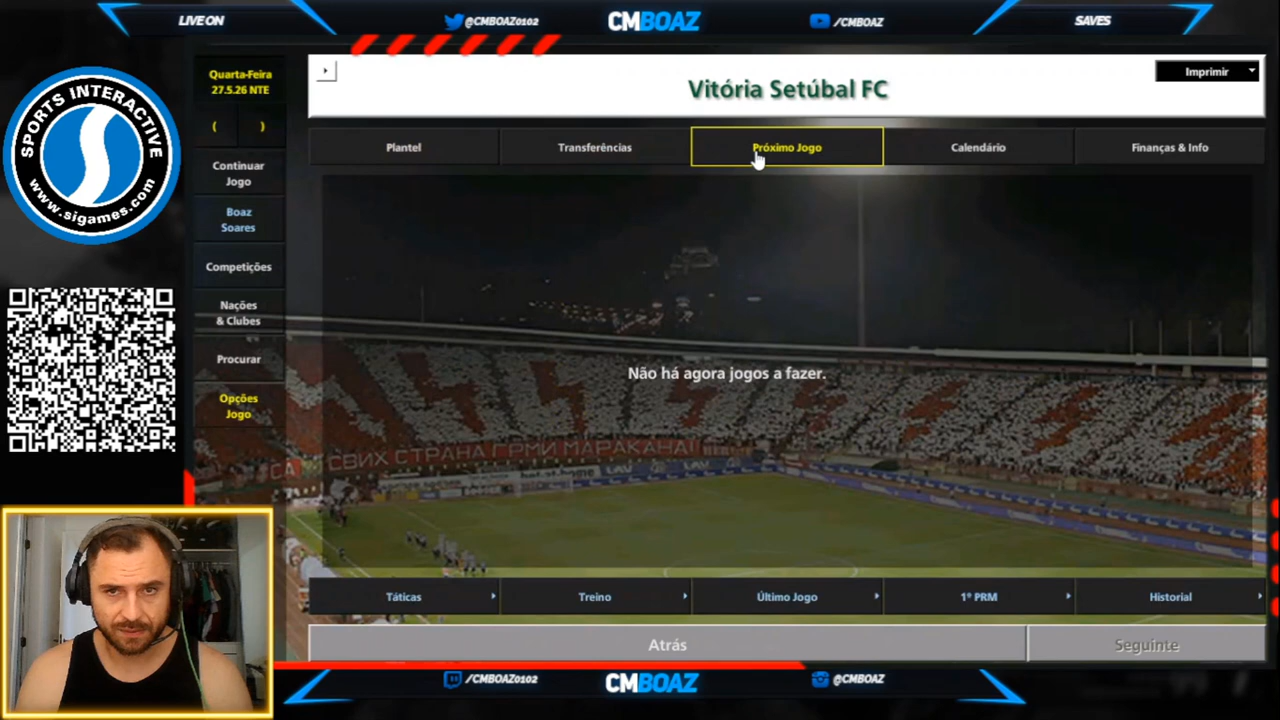 LIVE ON
@CMBOAZ0102
CMBOAZ
/CMBOAZ
SAVES
SPORTS INTERACTIVE
www.sigames.com
Quarta-Feira
27.5.26 NTE
( )
Continuar
Jogo
Boaz
Soares
Competições
Nações
& Clubes
Procurar
Opções
Jogo
Vitória Setúbal FC
Imprimir
Plantel
Transferências
Próximo Jogo
Calendário
Finanças & Info
Não há agora jogos a fazer.
СВИХ СТРАНА ГРМИ МАРАКАНА!
Táticas
Treino
Último Jogo
1º PRM
Historial
Atrás
Seguinte
/CMBOAZ0102
CMBOAZ
@CMBOAZ